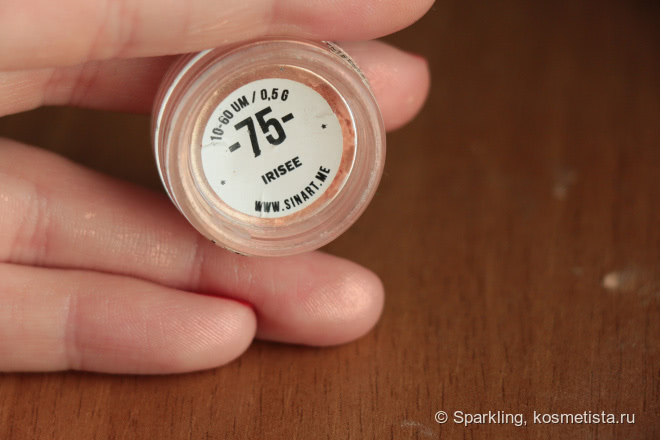 10-60 UM / 0,5 G
-75-
IRISEE
WWW.SINART.ME
© Sparkling, kosmetista.ru